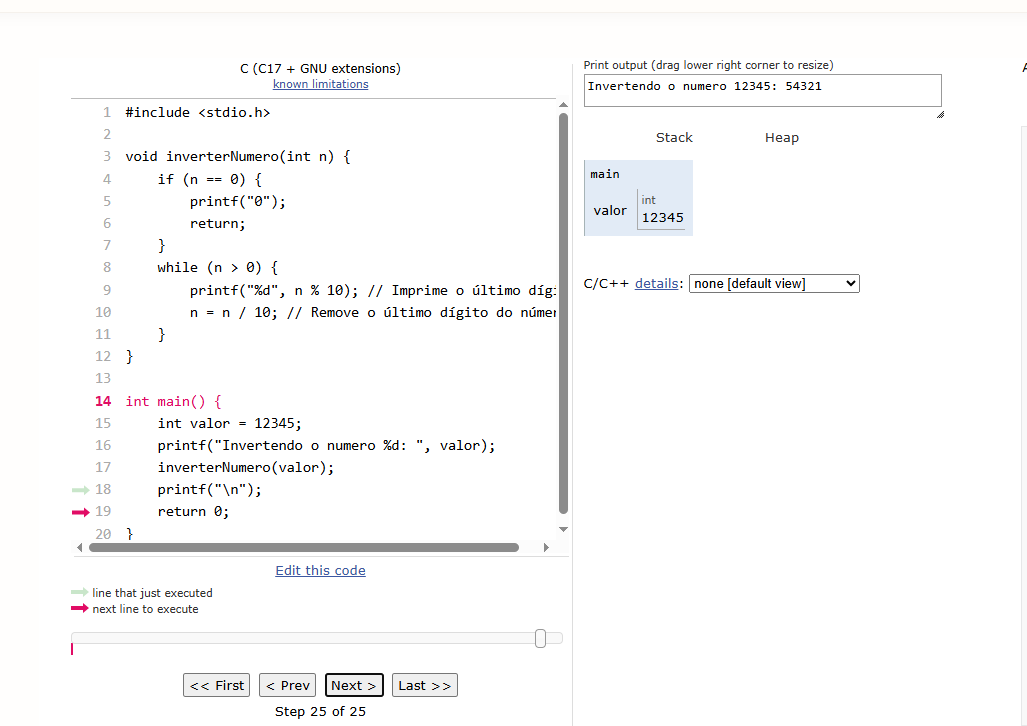 C (C17 + GNU extensions)
known limitations
1 #include <stdio.h>
2
3 void inverterNumero(int n) {
4 if (n == 0) {
5 printf("0");
6 return;
7 }
8 while (n > 0) {
9 printf("%d", n % 10); // Imprime o último dígi
10 n = n / 10; // Remove o último dígito do númer
11 }
12 }
13
14 int main() {
15 int valor = 12345;
16 printf("Invertendo o numero %d: ", valor);
17 inverterNumero(valor);
18 printf("\n");
19 return 0;
20 }
Edit this code
line that just executed
next line to execute
<< First < Prev Next > Last >>
Step 25 of 25
Print output (drag lower right corner to resize)
Invertendo o numero 12345: 54321
Stack Heap
main
int
valor 12345
C/C++ details: none [default view]